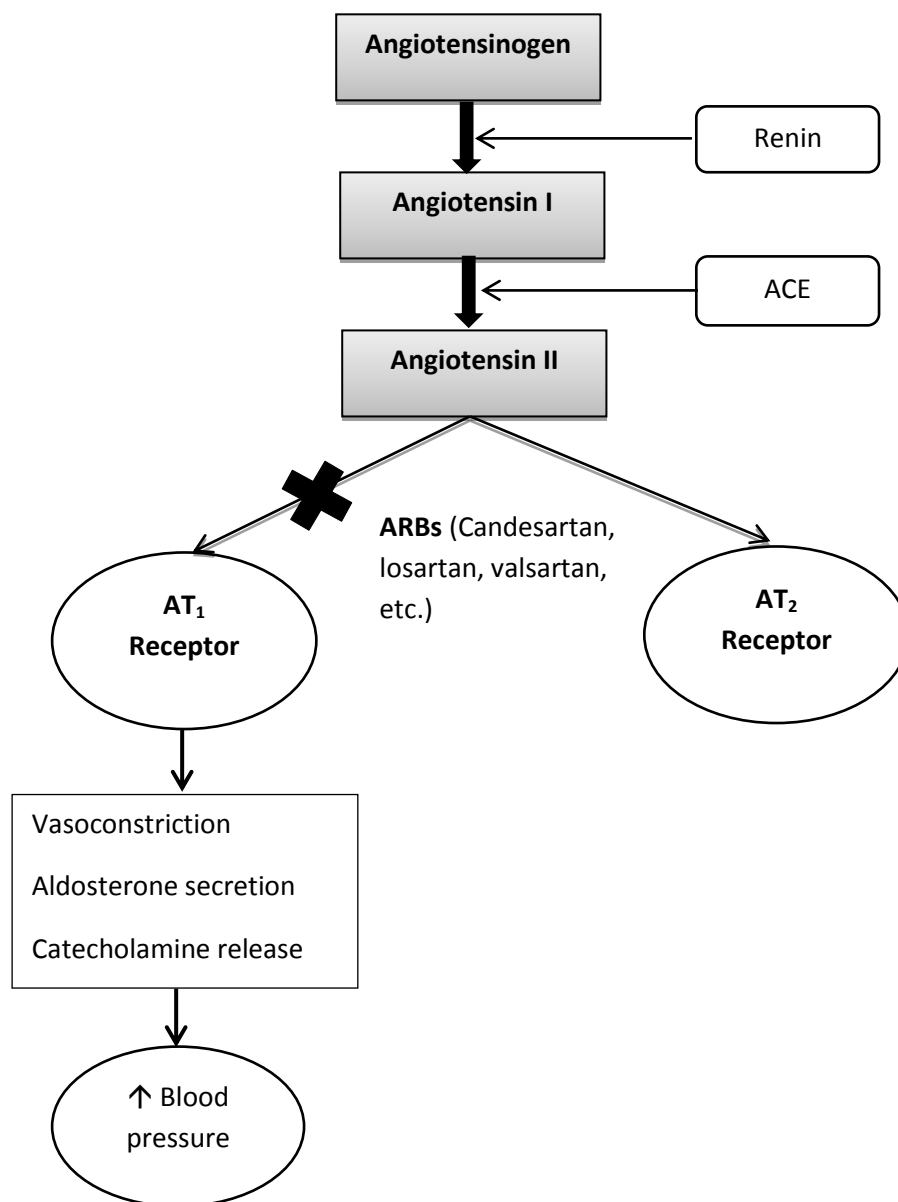 Angiotensinogen
Renin
Angiotensin I
ACE
Angiotensin II
ARBs (Candesartan,
losartan, valsartan,
etc.)
AT₁
Receptor
AT₂
Receptor
Vasoconstriction
Aldosterone secretion
Catecholamine release
↑ Blood
pressure